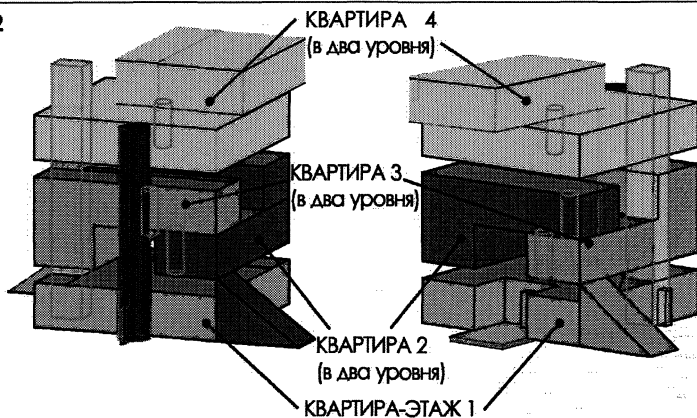 2
КВАРТИРА 4
(в два уровня)
КВАРТИРА 3
(в два уровня)
КВАРТИРА 2
(в два уровня)
КВАРТИРА-ЭТАЖ 1